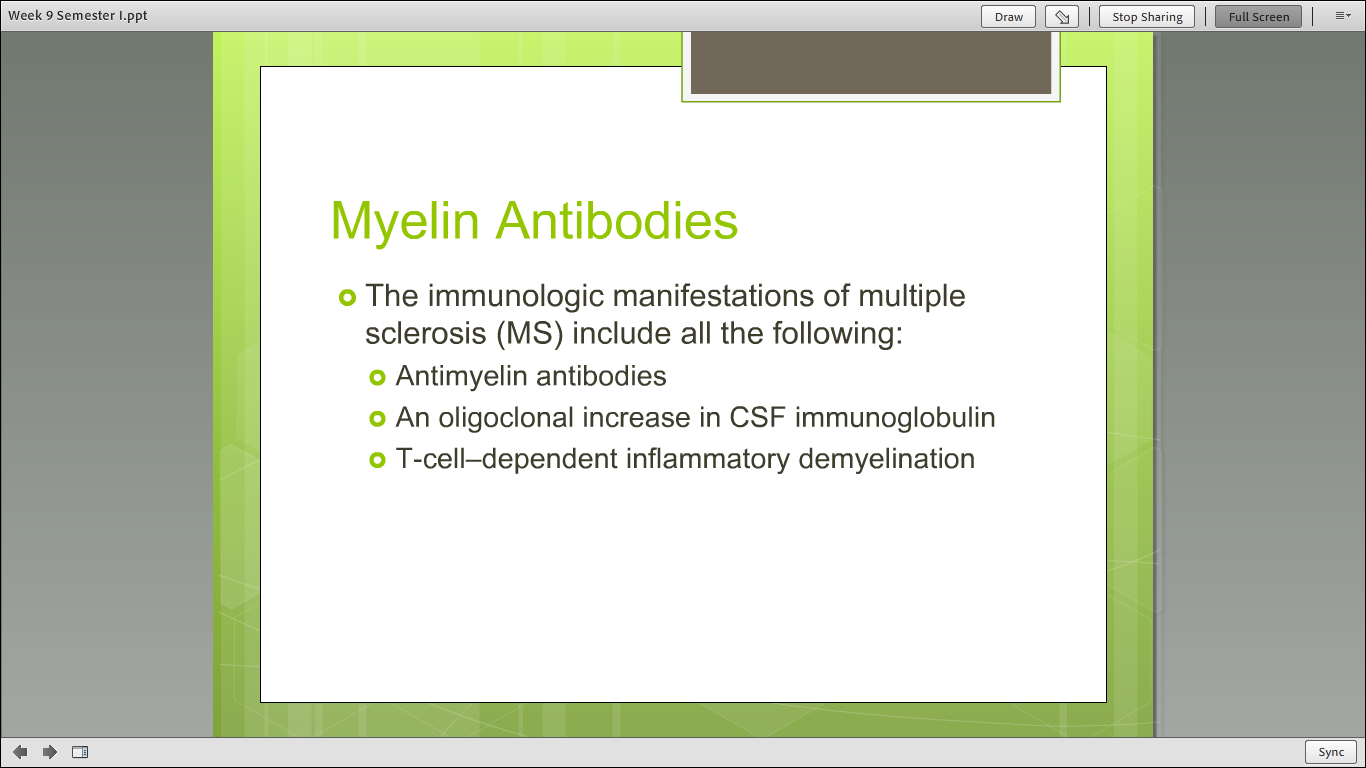 Week 9 Semester I.ppt
Draw
Stop Sharing
Full Screen
Myelin Antibodies
The immunologic manifestations of multiple
sclerosis (MS) include all the following:
Antimyelin antibodies
An oligoclonal increase in CSF immunoglobulin
T-cell–dependent inflammatory demyelination
Sync